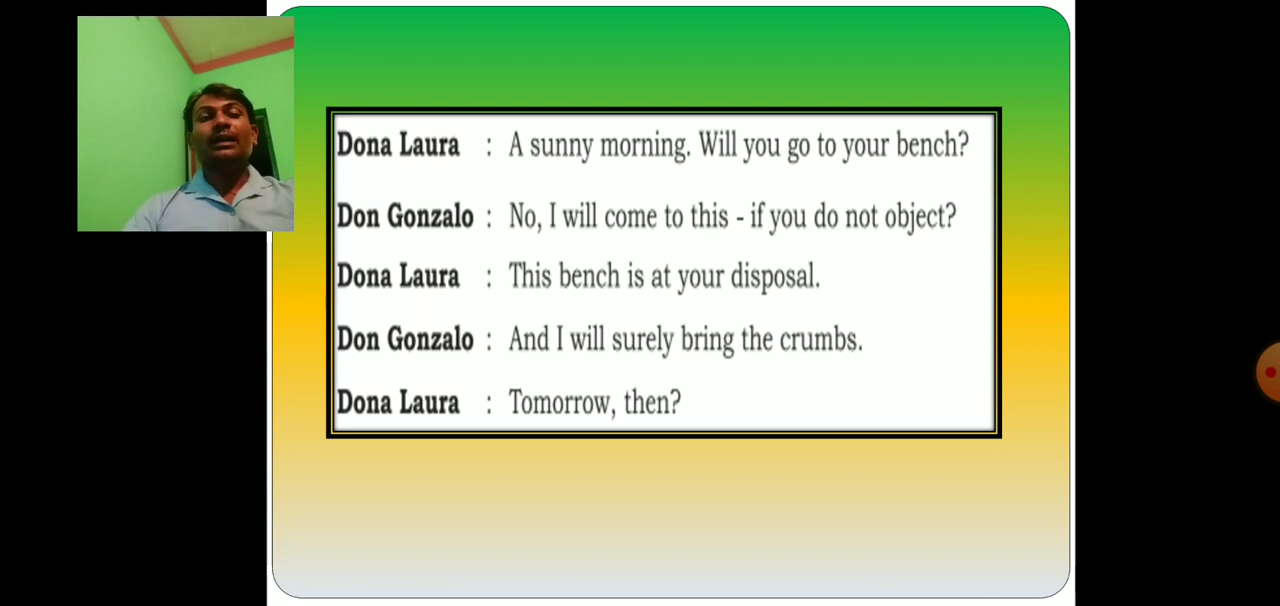 Dona Laura : A sunny morning. Will you go to your bench?
Don Gonzalo : No, I will come to this - if you do not object?
Dona Laura : This bench is at your disposal.
Don Gonzalo : And I will surely bring the crumbs.
Dona Laura : Tomorrow, then?